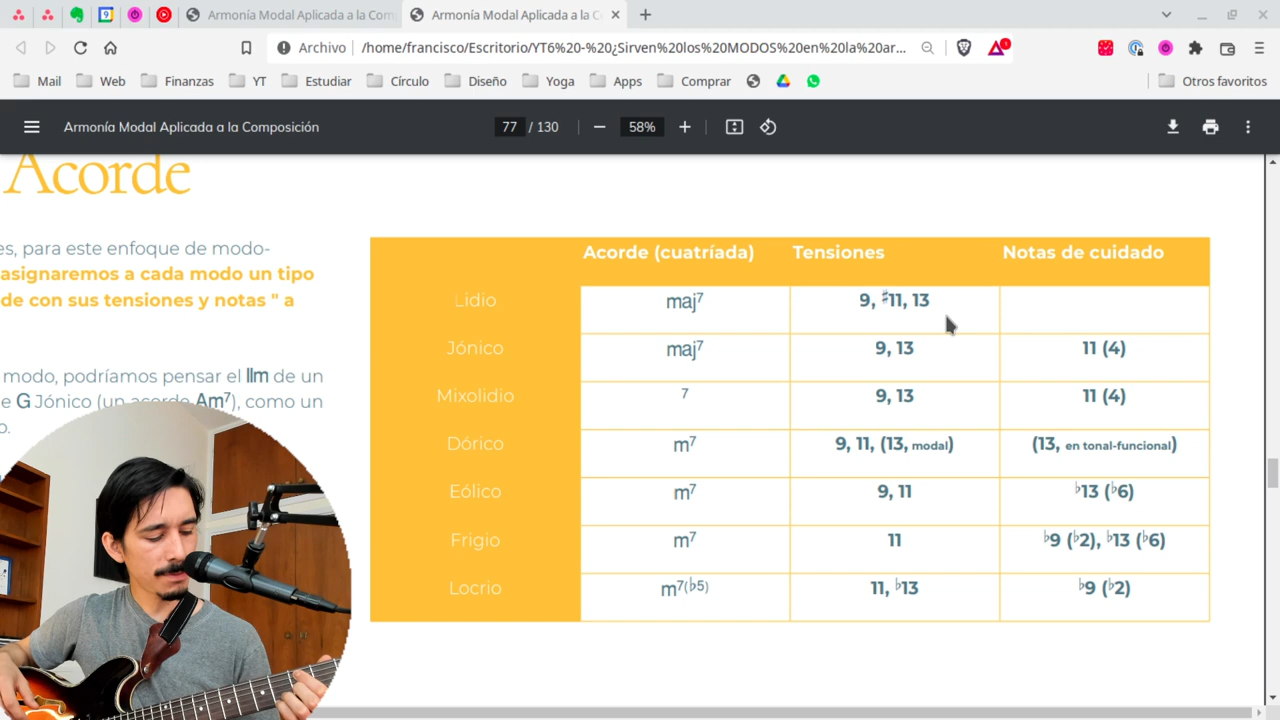 Armonía Modal Aplicada a la Com
Armonía Modal Aplicada a la C
Archivo
/home/francisco/Escritorio/YT6%20-%20¿Sirven%20los%20MODOS%20en%20la%20ar...
Mail Web Finanzas YT Estudiar Círculo Diseño Yoga Apps Comprar Otros favoritos
Armonía Modal Aplicada a la Composición
77 / 130
58%
Acorde
es, para este enfoque de modo-
asignaremos a cada modo un tipo
de con sus tensiones y notas " a
modo, podríamos pensar el IIm de un
e G Jónico (un acorde Am7), como un
o.
Acorde (cuatríada) Tensiones Notas de cuidado
Lidio maj7 9, ♯11, 13
Jónico maj7 9, 13 11 (4)
Mixolidio 7 9, 13 11 (4)
Dórico m7 9, 11, (13, modal) (13, en tonal-funcional)
Eólico m7 9, 11 ♭13 (♭6)
Frigio m7 11 ♭9 (♭2), ♭13 (♭6)
Locrio m7(♭5) 11, ♭13 ♭9 (♭2)